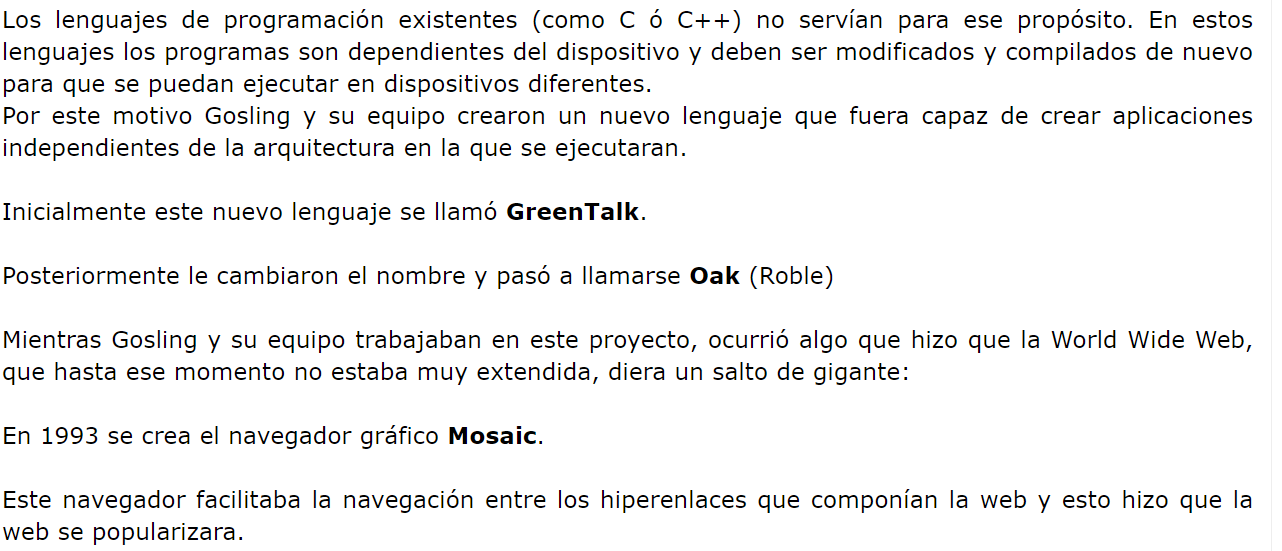 Los lenguajes de programación existentes (como C ó C++) no servían para ese propósito. En estos
lenguajes los programas son dependientes del dispositivo y deben ser modificados y compilados de nuevo
para que se puedan ejecutar en dispositivos diferentes.
Por este motivo Gosling y su equipo crearon un nuevo lenguaje que fuera capaz de crear aplicaciones
independientes de la arquitectura en la que se ejecutaran.
Inicialmente este nuevo lenguaje se llamó GreenTalk.
Posteriormente le cambiaron el nombre y pasó a llamarse Oak (Roble)
Mientras Gosling y su equipo trabajaban en este proyecto, ocurrió algo que hizo que la World Wide Web,
que hasta ese momento no estaba muy extendida, diera un salto de gigante:
En 1993 se crea el navegador gráfico Mosaic.
Este navegador facilitaba la navegación entre los hiperenlaces que componían la web y esto hizo que la
web se popularizara.